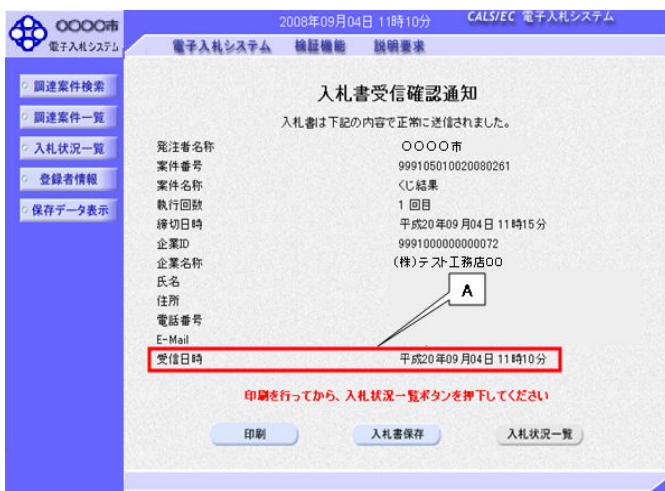 〇〇〇〇市
電子入札システム
2008年09月04日 11時10分
CALS/EC 電子入札システム
電子入札システム 検証機能 説明要求
調達案件検索
調達案件一覧
入札状況一覧
登録者情報
保存データ表示
入札書受信確認通知
入札書は下記の内容で正常に送信されました。
発注者名称 〇〇〇〇市
案件番号 999105010020080261
案件名称 くじ結果
執行回数 1 回目
締切日時 平成20年09月04日 11時15分
企業ID 9991000000000072
企業名称 (株)テスト工務店〇〇
氏名
A
住所
電話番号
E-Mail
受信日時 平成20年09月04日 11時10分
印刷を行ってから、入札状況一覧ボタンを押下してください
印刷 入札書保存 入札状況一覧